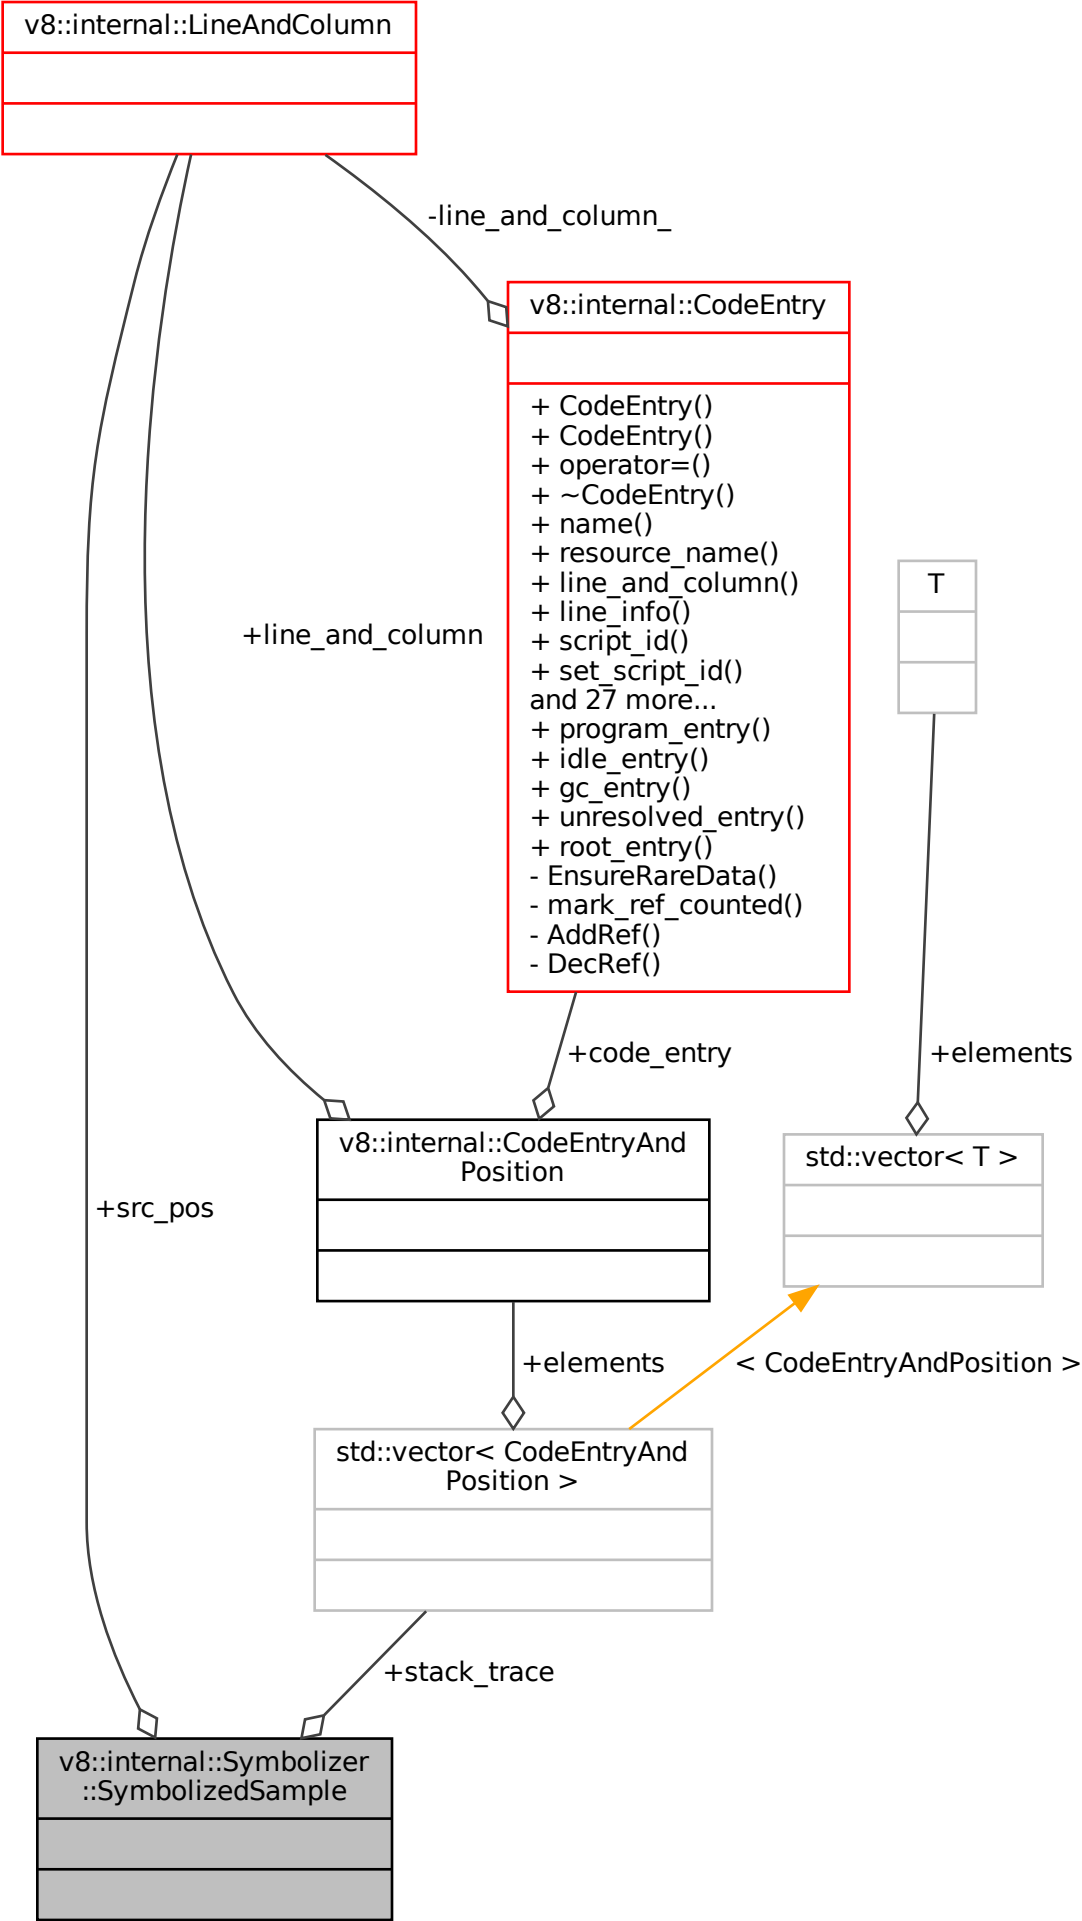 v8::internal::LineAndColumn
-line_and_column_
v8::internal::CodeEntry
+ CodeEntry()
+ CodeEntry()
+ operator=()
+ ~CodeEntry()
+ name()
+ resource_name()
+ line_and_column()
+ line_info()
+ script_id()
+ set_script_id()
and 27 more...
+ program_entry()
+ idle_entry()
+ gc_entry()
+ unresolved_entry()
+ root_entry()
- EnsureRareData()
- mark_ref_counted()
- AddRef()
- DecRef()
T
+line_and_column
+code_entry
+elements
v8::internal::CodeEntryAnd
Position
std::vector< T >
+src_pos
+elements
< CodeEntryAndPosition >
std::vector< CodeEntryAnd
Position >
+stack_trace
v8::internal::Symbolizer
::SymbolizedSample